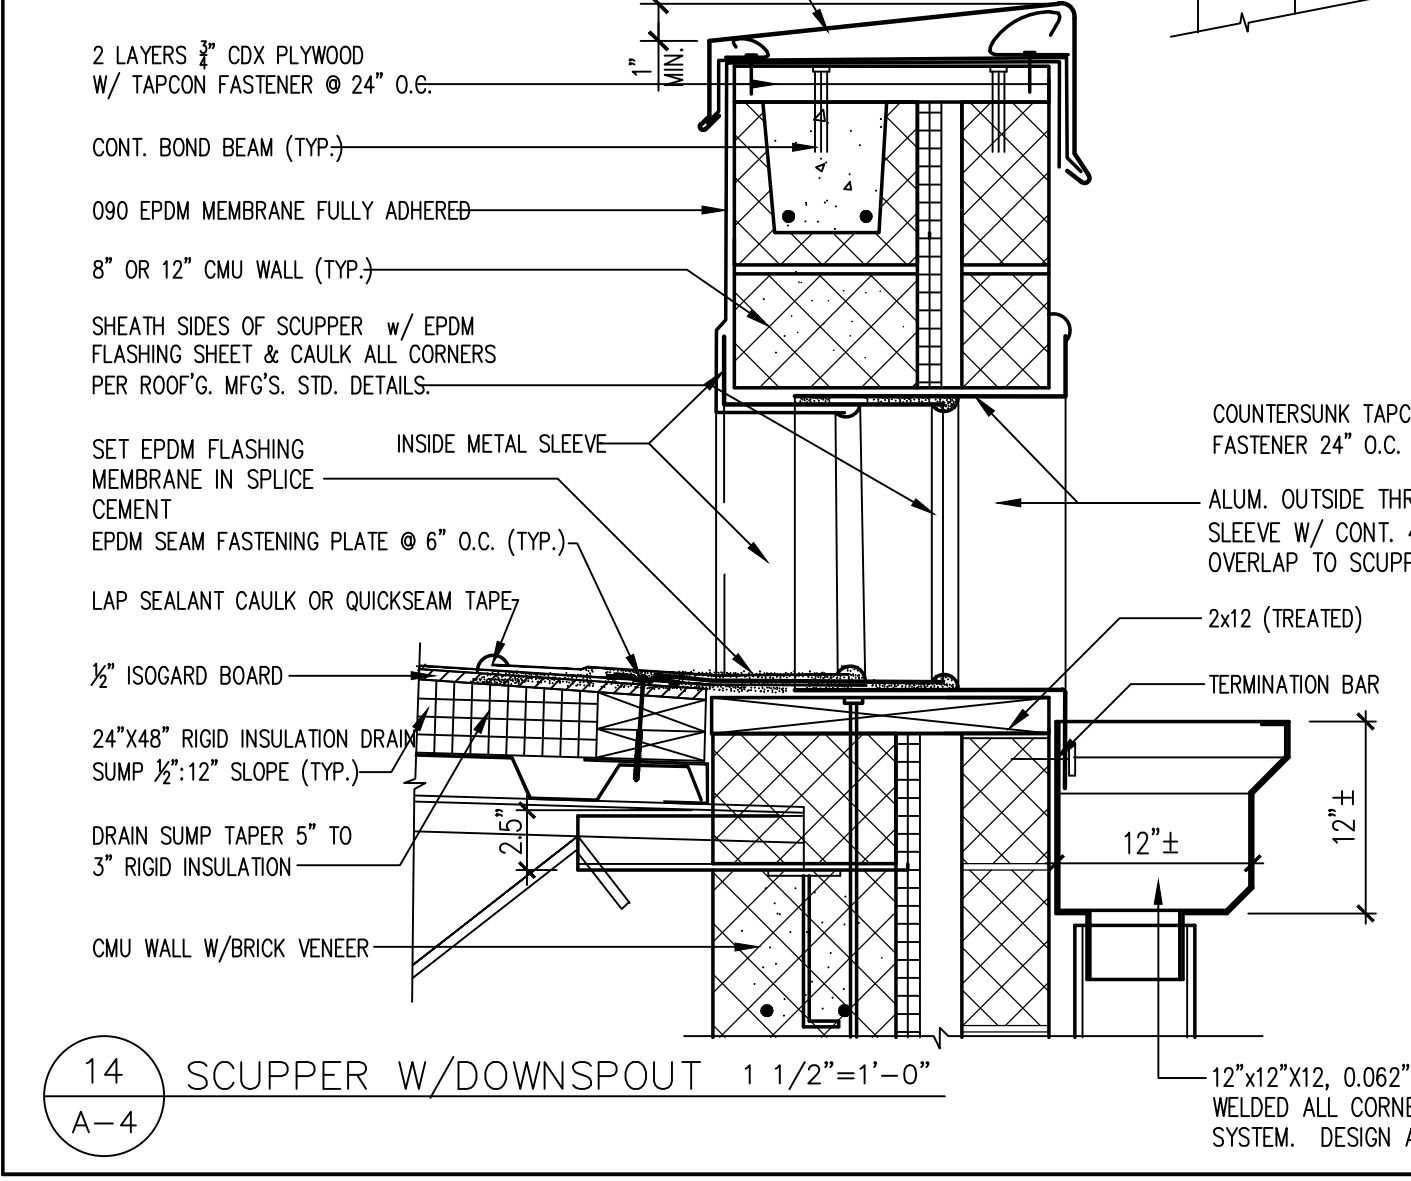 2 LAYERS ¾" CDX PLYWOOD
W/ TAPCON FASTENER @ 24" O.C.
CONT. BOND BEAM (TYP.)
090 EPDM MEMBRANE FULLY ADHERED
8" OR 12" CMU WALL (TYP.)
SHEATH SIDES OF SCUPPER w/ EPDM
FLASHING SHEET & CAULK ALL CORNERS
PER ROOF'G. MFG'S. STD. DETAILS.
INSIDE METAL SLEEVE
SET EPDM FLASHING
MEMBRANE IN SPLICE
CEMENT
EPDM SEAM FASTENING PLATE @ 6" O.C. (TYP.)
LAP SEALANT CAULK OR QUICKSEAM TAPE
½" ISOGARD BOARD
24"X48" RIGID INSULATION DRAIN
SUMP ½":12" SLOPE (TYP.)
DRAIN SUMP TAPER 5" TO
3" RIGID INSULATION
CMU WALL W/BRICK VENEER
1"
MIN.
2.5"
COUNTERSUNK TAPC
FASTENER 24" O.C.
ALUM. OUTSIDE THR
SLEEVE W/ CONT. 4
OVERLAP TO SCUPP
2x12 (TREATED)
TERMINATION BAR
12"±
12"±
12"x12"X12, 0.062"
WELDED ALL CORNE
SYSTEM. DESIGN A
14
A-4
SCUPPER W/DOWNSPOUT 1 1/2"=1'-0"